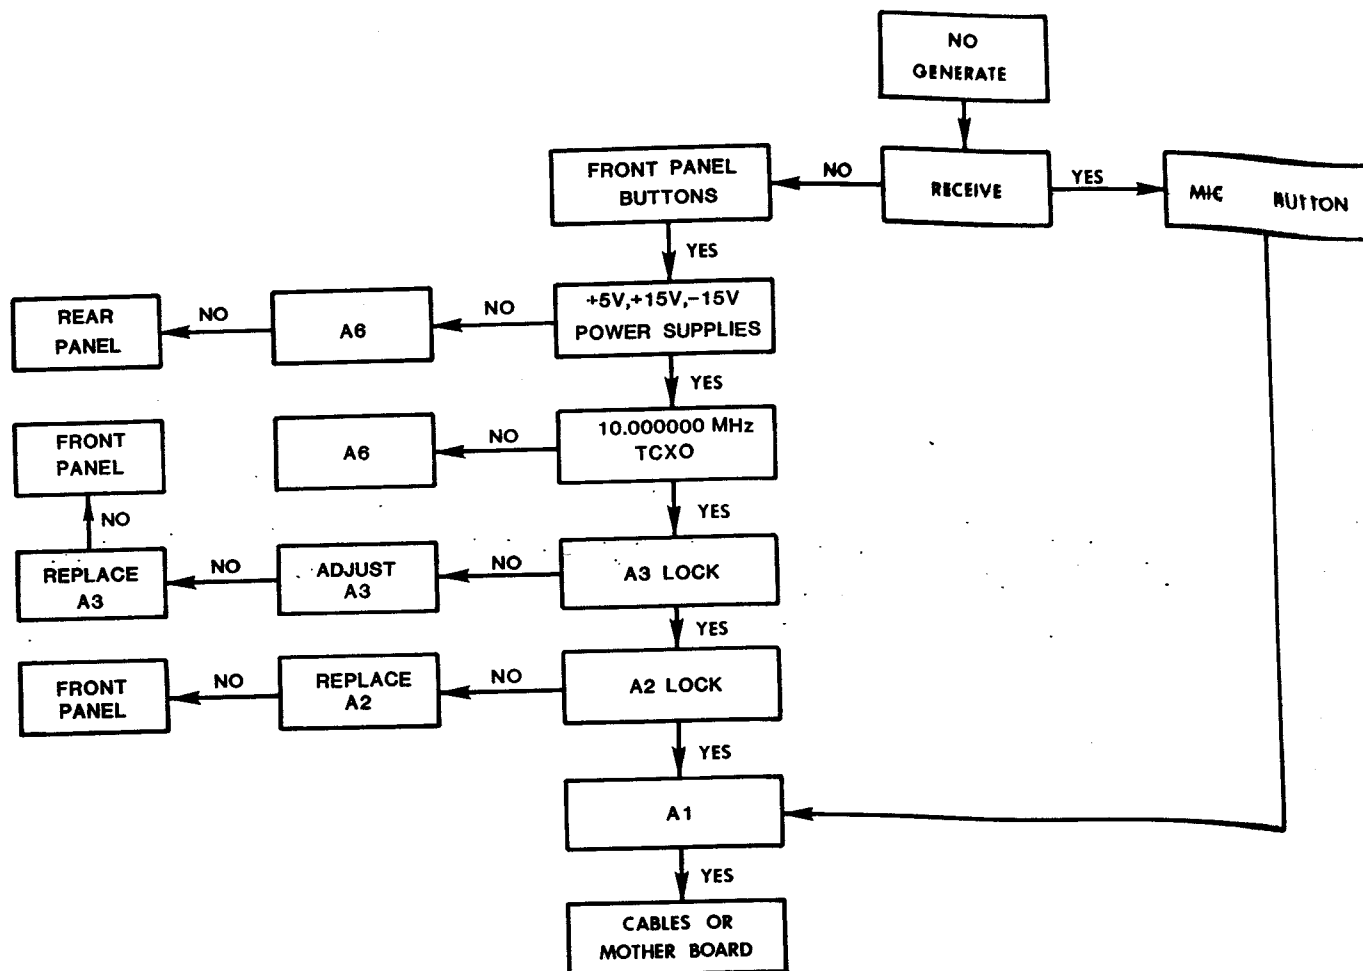 NO
GENERATE
FRONT PANEL
BUTTONS
NO
RECEIVE
YES
MIC BUTTON
YES
REAR
PANEL
NO
A6
NO
+5V,+15V,-15V
POWER SUPPLIES
YES
FRONT
PANEL
A6
NO
10.000000 MHz
TCXO
NO
YES
REPLACE
A3
NO
ADJUST
A3
NO
A3 LOCK
YES
FRONT
PANEL
NO
REPLACE
A2
NO
A2 LOCK
YES
A1
YES
CABLES OR
MOTHER BOARD